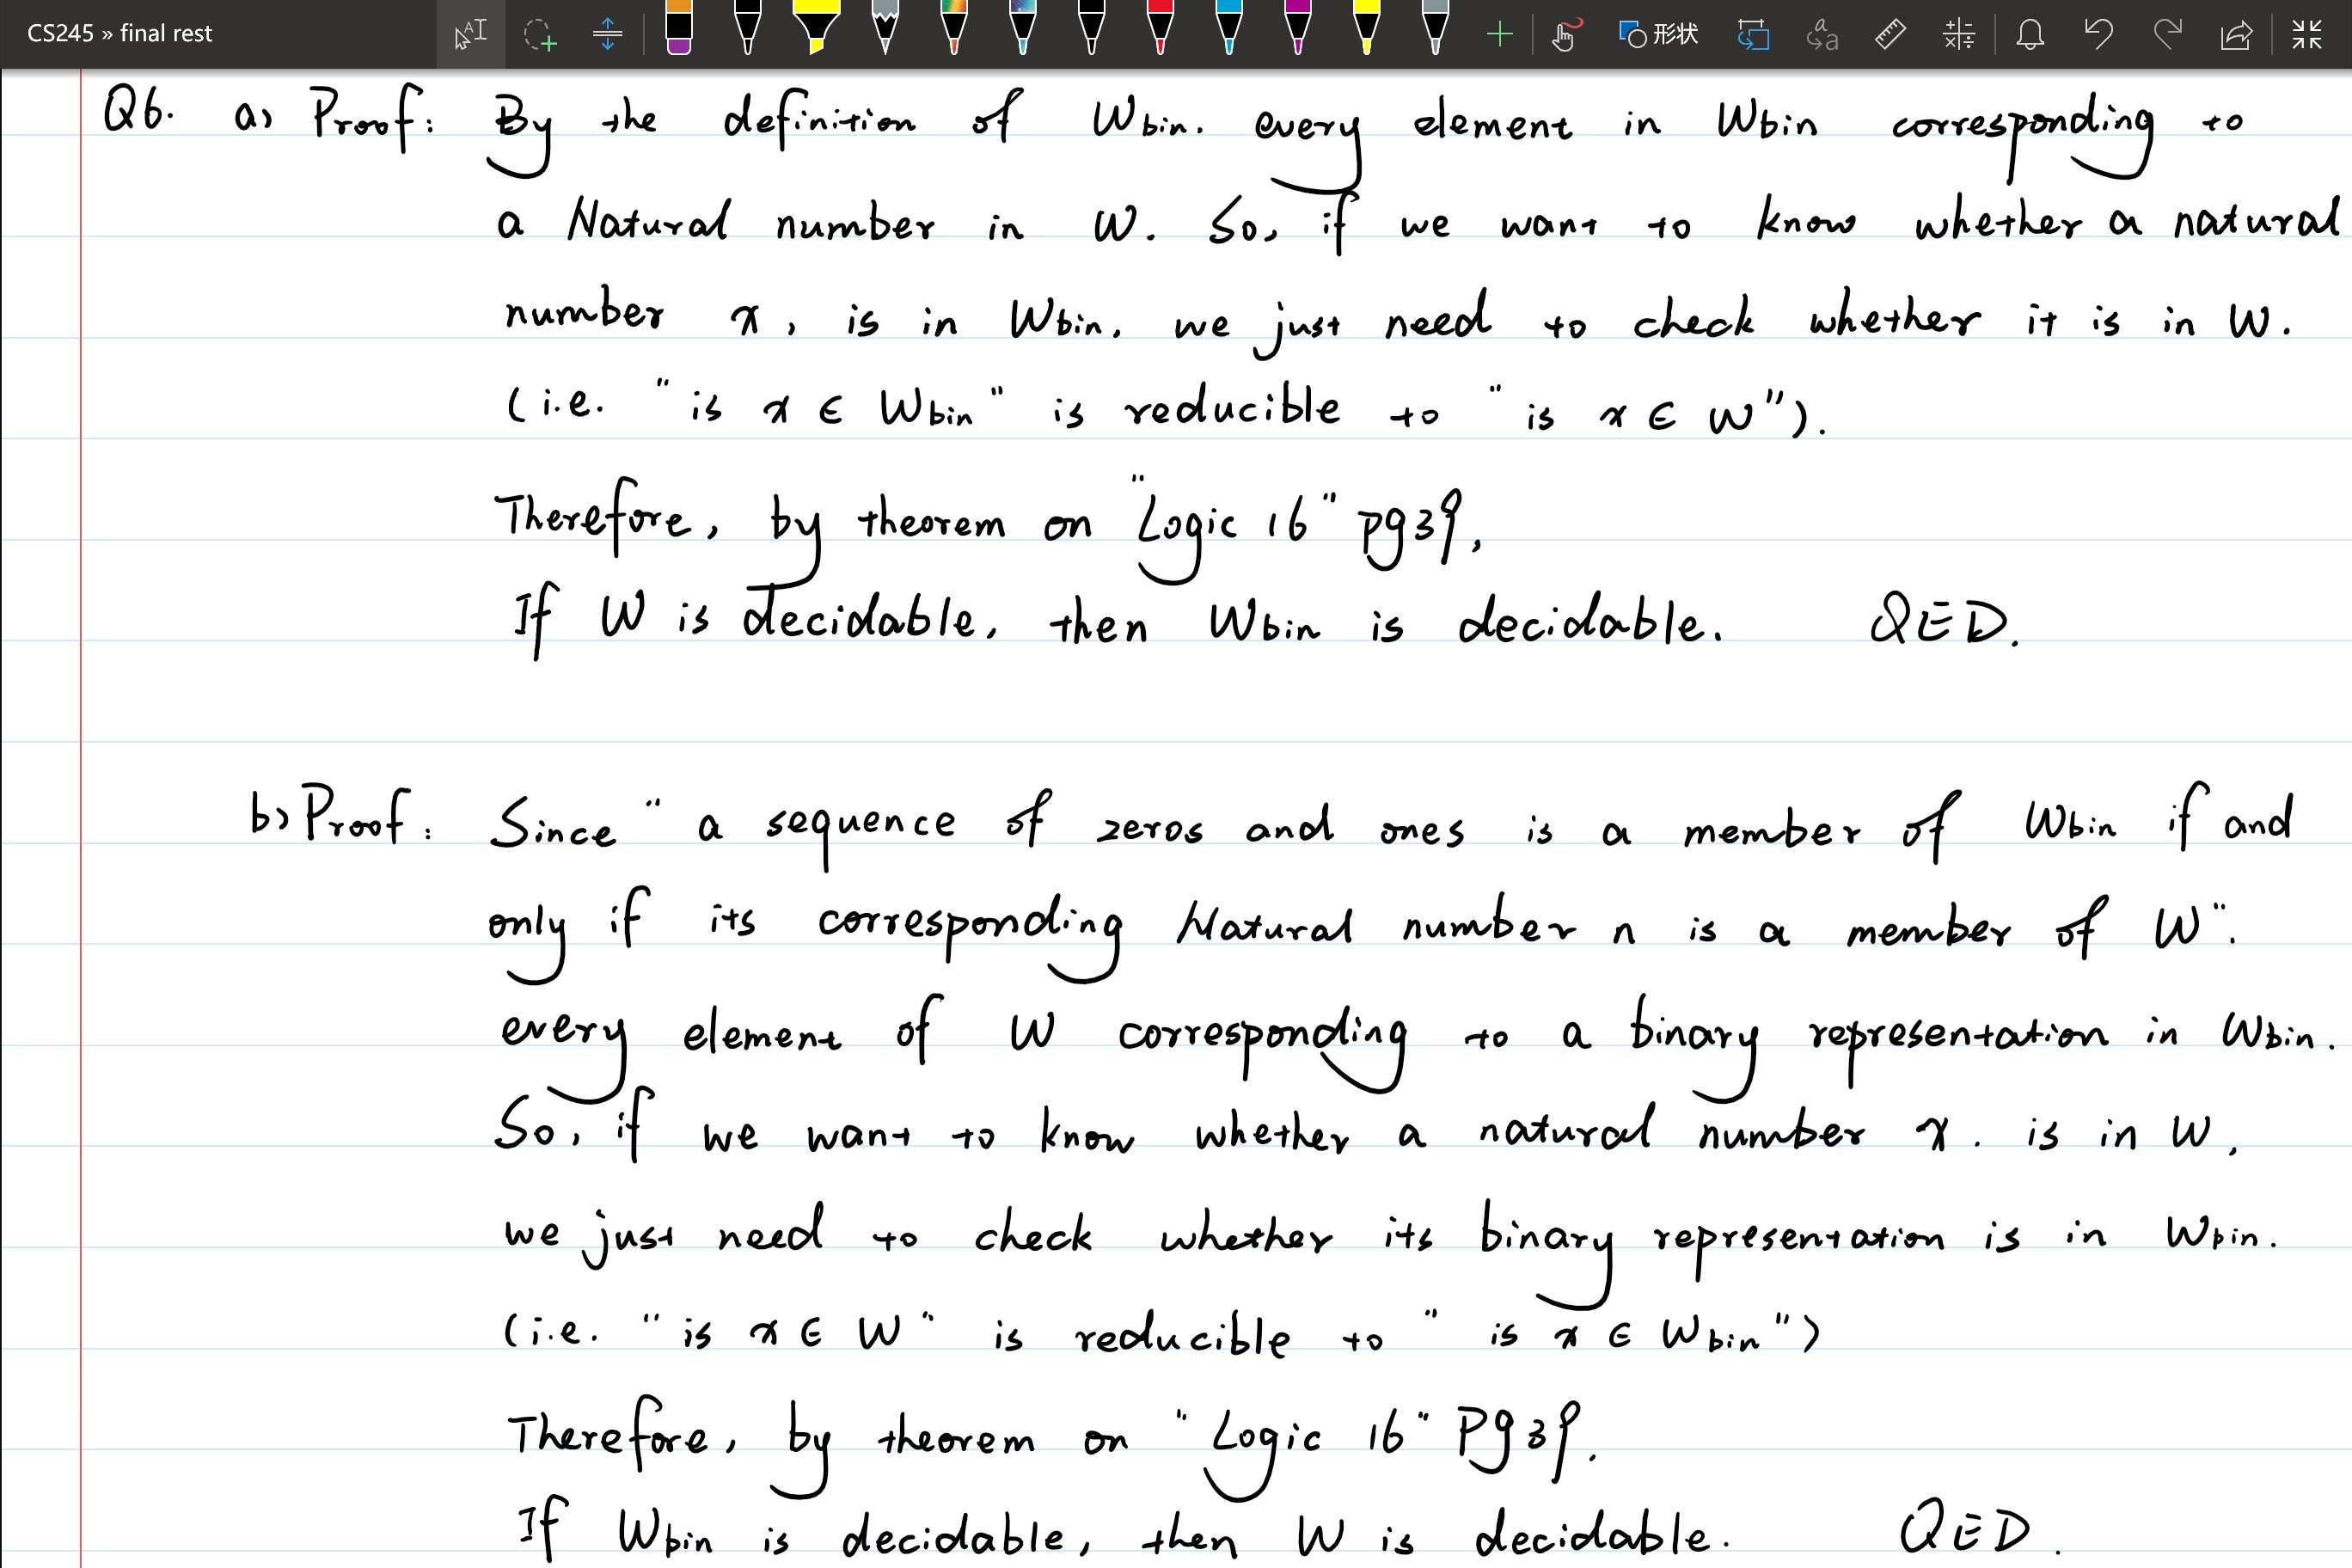 CS245 » final rest
形状
Q6. a) Proof: By the definition of Wbin. every element in Wbin corresponding to
a Natural number in W. So, if we want to know whether a natural
number x, is in Wbin, we just need to check whether it is in W.
(i.e. "is x ∈ Wbin" is reducible to "is x ∈ W").
Therefore, by theorem on "Logic 16" pg39,
If W is decidable, then Wbin is decidable. QED.
b) Proof: Since "a sequence of zeros and ones is a member of Wbin if and
only if its corresponding Natural number n is a member of W".
every element of W corresponding to a binary representation in Wbin.
So, if we want to know whether a natural number x. is in W,
we just need to check whether its binary representation is in Wbin.
(i.e. "is x ∈ W" is reducible to "is x ∈ Wbin")
Therefore, by theorem on "Logic 16" Pg39.
If Wbin is decidable, then W is decidable. QED.